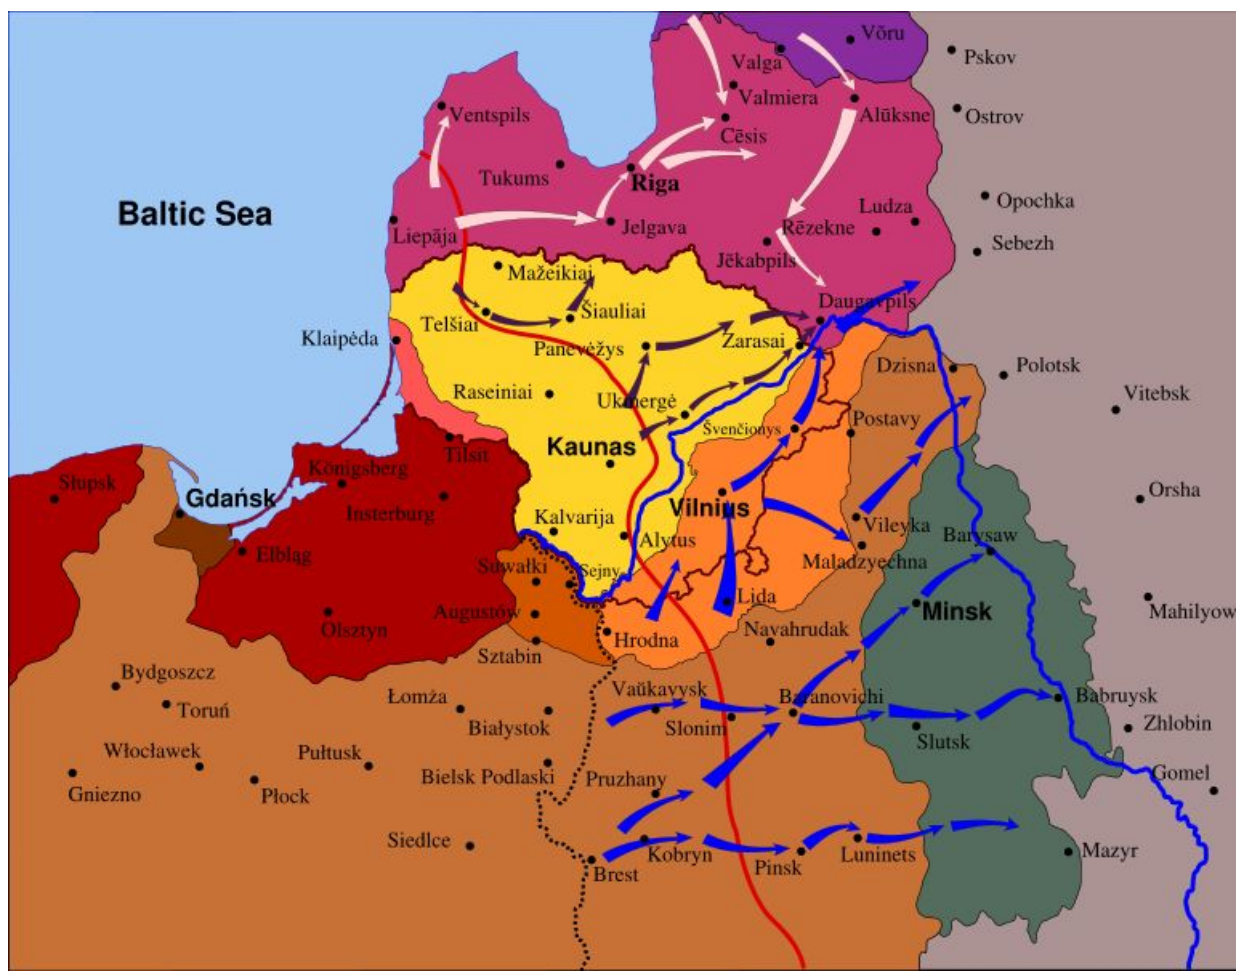 Võru
Pskov
Valga
Valmiera
Ventspils
Alūksne
Ostrov
Cēsis
Tukums
Riga
Baltic Sea
Opochka
Liepāja
Jelgava
Rēzekne
Ludza
Sebezh
Jēkabpils
Mažeikiai
Daugavpils
Telšiai
Šiauliai
Klaipėda
Panevėžys
Zarasai
Dzisna
Polotsk
Vitebsk
Raseiniai
Ukmergė
Švenčionys
Postavy
Kaunas
Tilsit
Königsberg
Słupsk
Gdańsk
Insterburg
Orsha
Vilnius
Kalvarija
Alytus
Vileyka
Barysaw
Elbląg
Maladzyechna
Suwałki
Sejny
Augustów
Lida
Minsk
Mahilyow
Olsztyn
Hrodna
Navahrudak
Sztabin
Bydgoszcz
Toruń
Łomża
Białystok
Vaŭkavysk
Slonim
Baranovichi
Babruysk
Slutsk
Zhlobin
Włocławek
Pułtusk
Bielsk Podlaski
Pruzhany
Gomel
Gniezno
Płock
Siedlce
Kobryn
Brest
Pinsk
Luninets
Mazyr